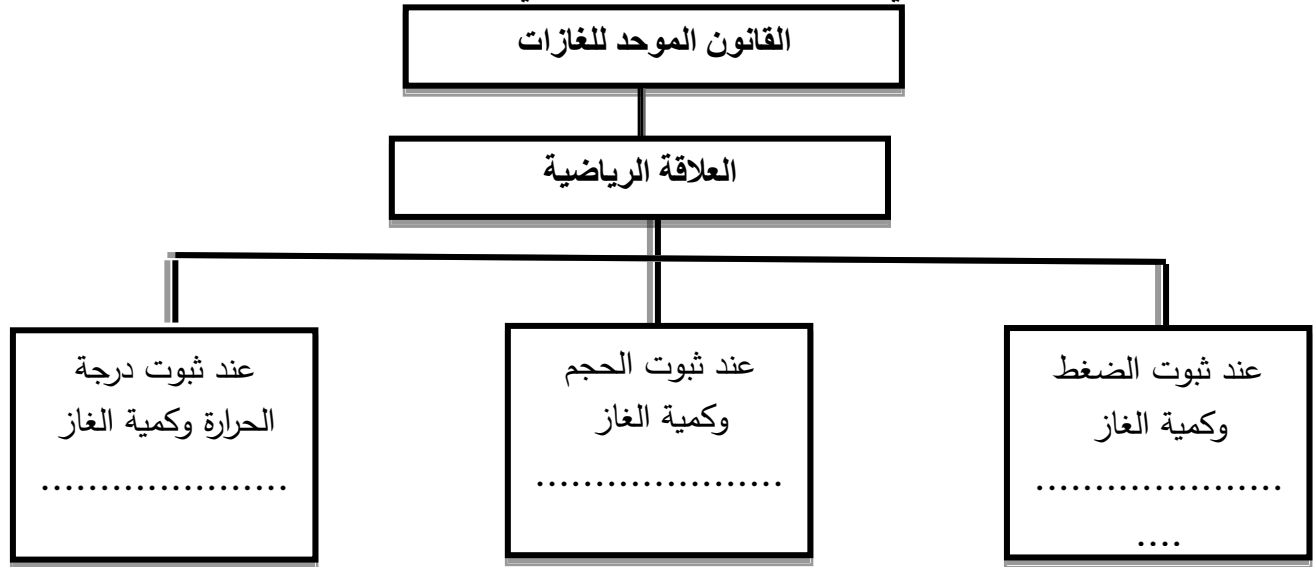 القانون الموحد للغازات
العلاقة الرياضية
عند ثبوت الضغط
وكمية الغاز
.....................
....
عند ثبوت الحجم
وكمية الغاز
.....................
عند ثبوت درجة
الحرارة وكمية الغاز
.....................